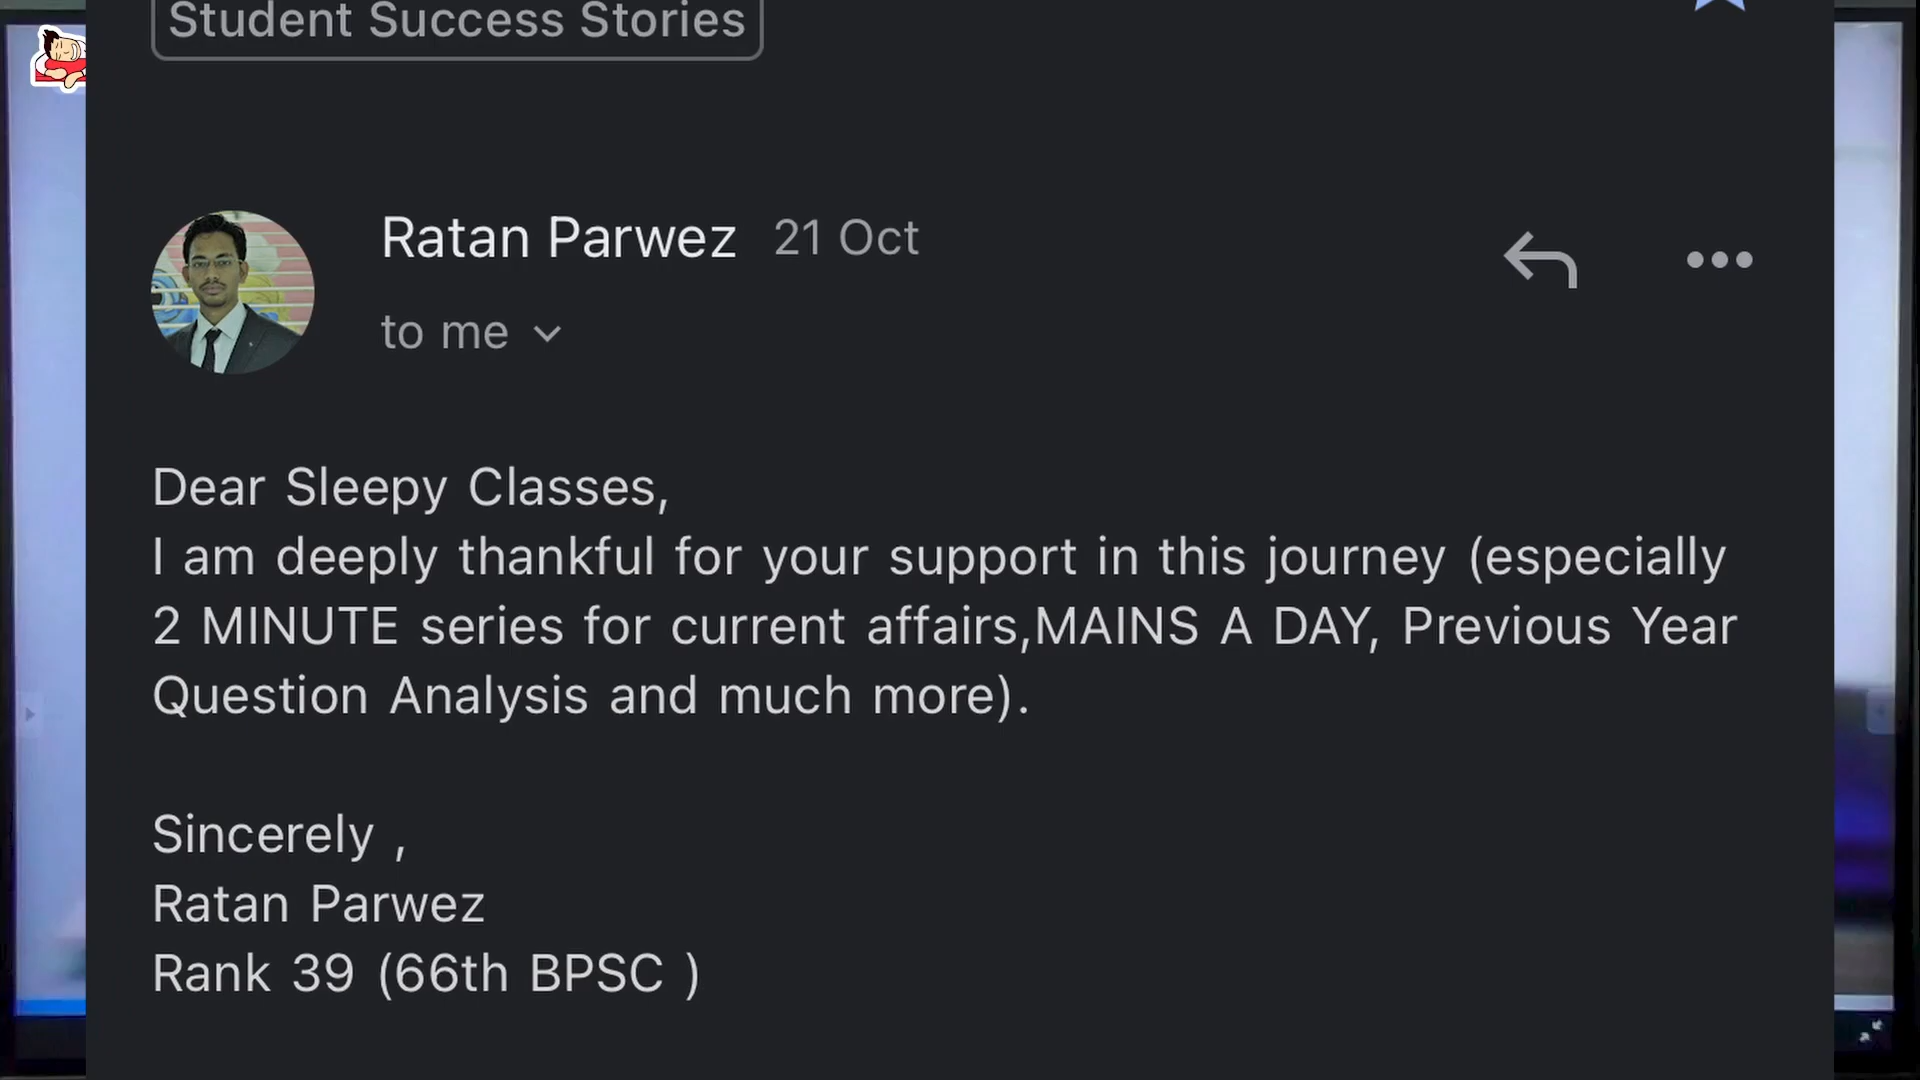 Student Success Stories
Ratan Parwez 21 Oct
to me
Dear Sleepy Classes,
I am deeply thankful for your support in this journey (especially
2 MINUTE series for current affairs,MAINS A DAY, Previous Year
Question Analysis and much more).
Sincerely ,
Ratan Parwez
Rank 39 (66th BPSC )